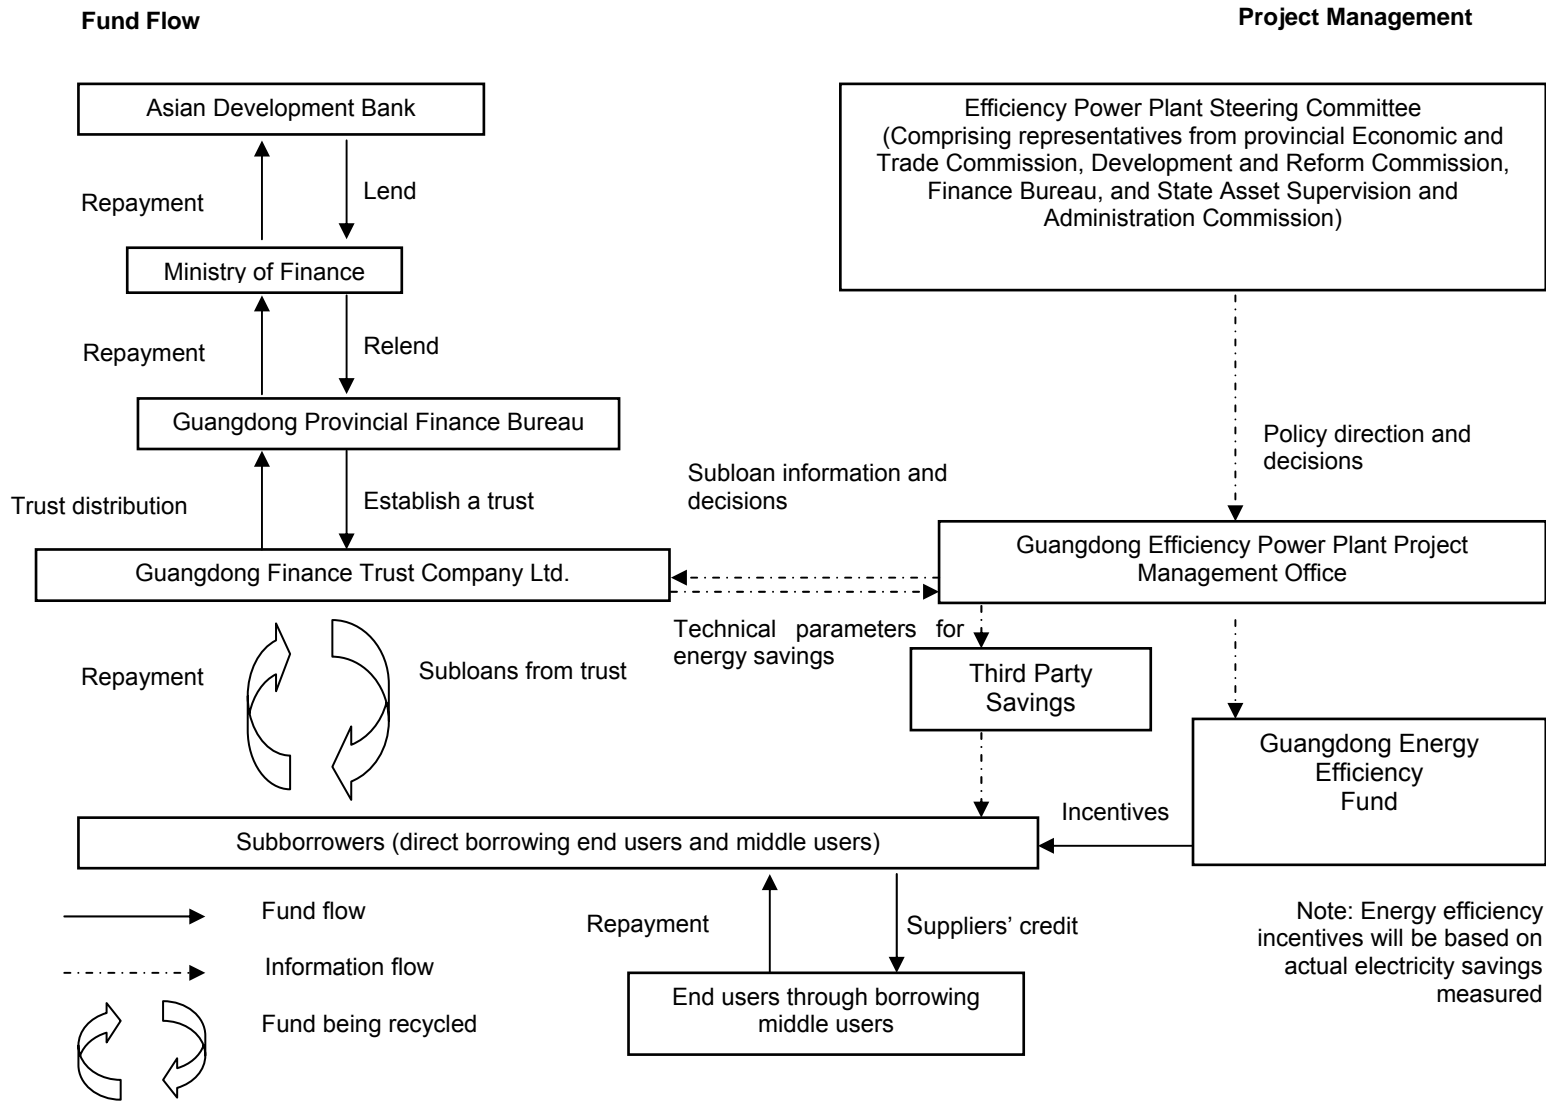 Fund Flow
Project Management
Asian Development Bank
Efficiency Power Plant Steering Committee
(Comprising representatives from provincial Economic and
Trade Commission, Development and Reform Commission,
Finance Bureau, and State Asset Supervision and
Administration Commission)
Repayment
Lend
Ministry of Finance
Repayment
Relend
Guangdong Provincial Finance Bureau
Policy direction and
decisions
Trust distribution
Establish a trust
Subloan information and
decisions
Guangdong Finance Trust Company Ltd.
Guangdong Efficiency Power Plant Project
Management Office
Technical parameters for
energy savings
Repayment
Subloans from trust
Third Party
Savings
Guangdong Energy
Efficiency
Fund
Incentives
Subborrowers (direct borrowing end users and middle users)
Repayment
Suppliers’ credit
End users through borrowing
middle users
Note: Energy efficiency
incentives will be based on
actual electricity savings
measured
Fund flow
Information flow
Fund being recycled